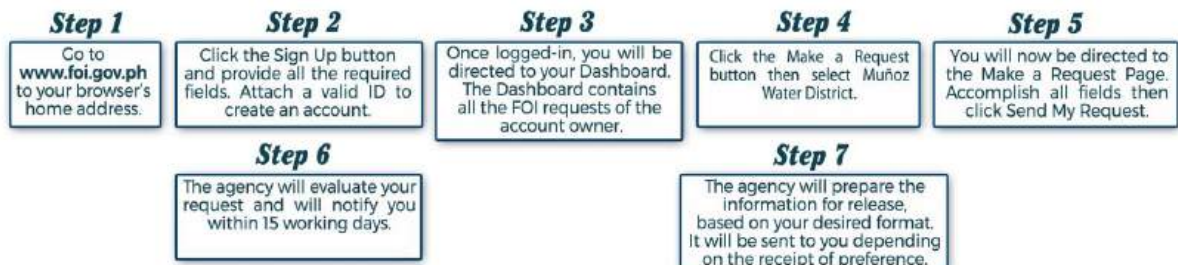 Step 1
Go to
www.foi.gov.ph
to your browser's
home address.
Step 2
Click the Sign Up button
and provide all the required
fields. Attach a valid ID to
create an account.
Step 3
Once logged-in, you will be
directed to your Dashboard.
The Dashboard contains
all the FOI requests of the
account owner.
Step 4
Click the Make a Request
button then select Muñoz
Water District.
Step 5
You will now be directed to
the Make a Request Page.
Accomplish all fields then
click Send My Request.
Step 6
The agency will evaluate your
request and will notify you
within 15 working days.
Step 7
The agency will prepare the
information for release,
based on your desired format.
It will be sent to you depending
on the receipt of preference.